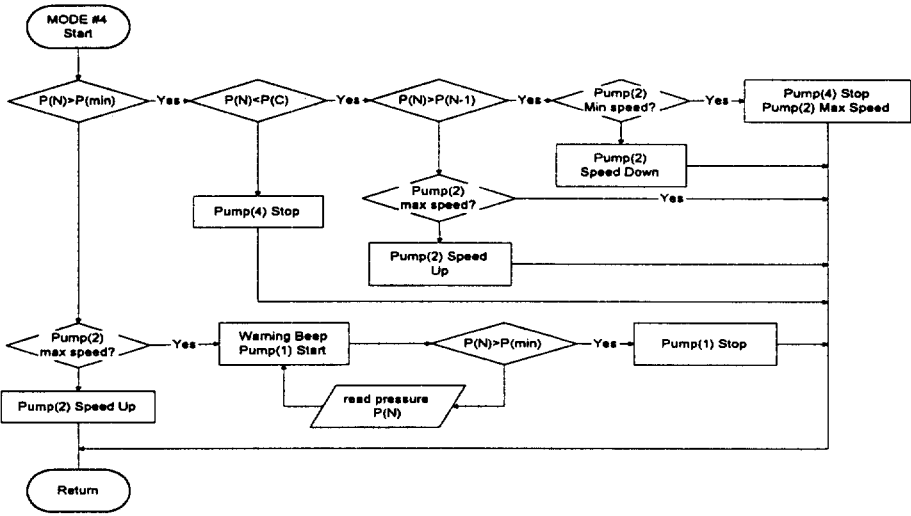 MODE #4
Start
P(N)>P(min)
Yes
P(N)<P(C)
Yes
P(N)>P(N-1)
Yes
Pump(2)
Min speed?
Yes
Pump(4) Stop
Pump(2) Max Speed
Pump(2)
Speed Down
Pump(4) Stop
Pump(2)
max speed?
Yes
Pump(2) Speed
Up
Pump(2)
max speed?
Yes
Warning Beep
Pump(1) Start
P(N)>P(min)
Yes
Pump(1) Stop
read pressure
P(N)
Pump(2) Speed Up
Return